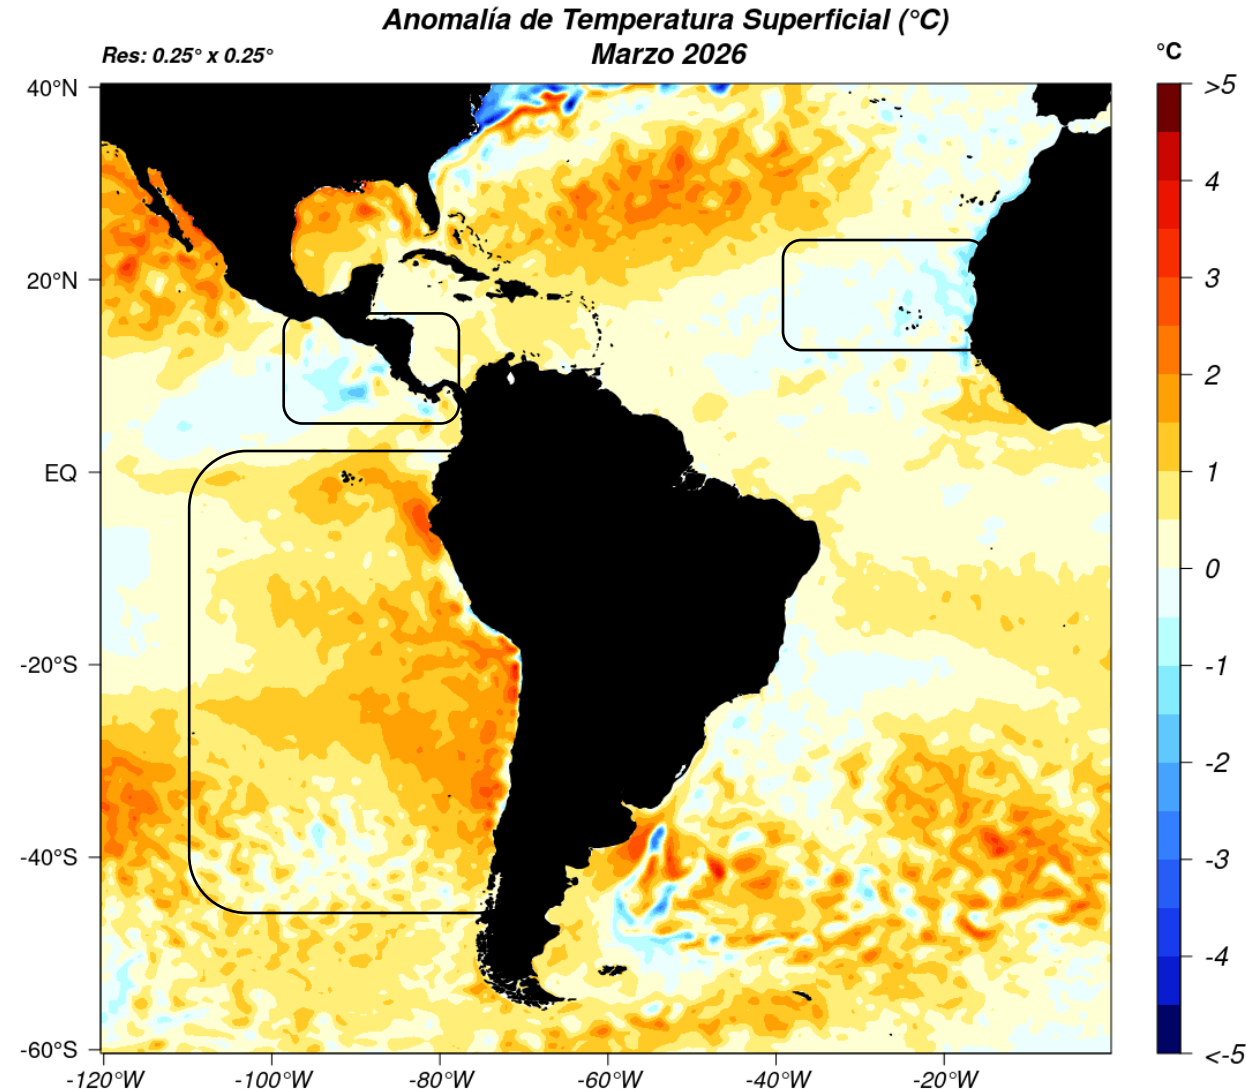 Anomalía de Temperatura Superficial (°C)
Res: 0.25° x 0.25°
Marzo 2026
°C
40°N
20°N
EQ
-20°S
-40°S
-60°S
-120°W
-100°W
-80°W
-60°W
-40°W
-20°W
>5
4
3
2
1
0
-1
-2
-3
-4
<-5